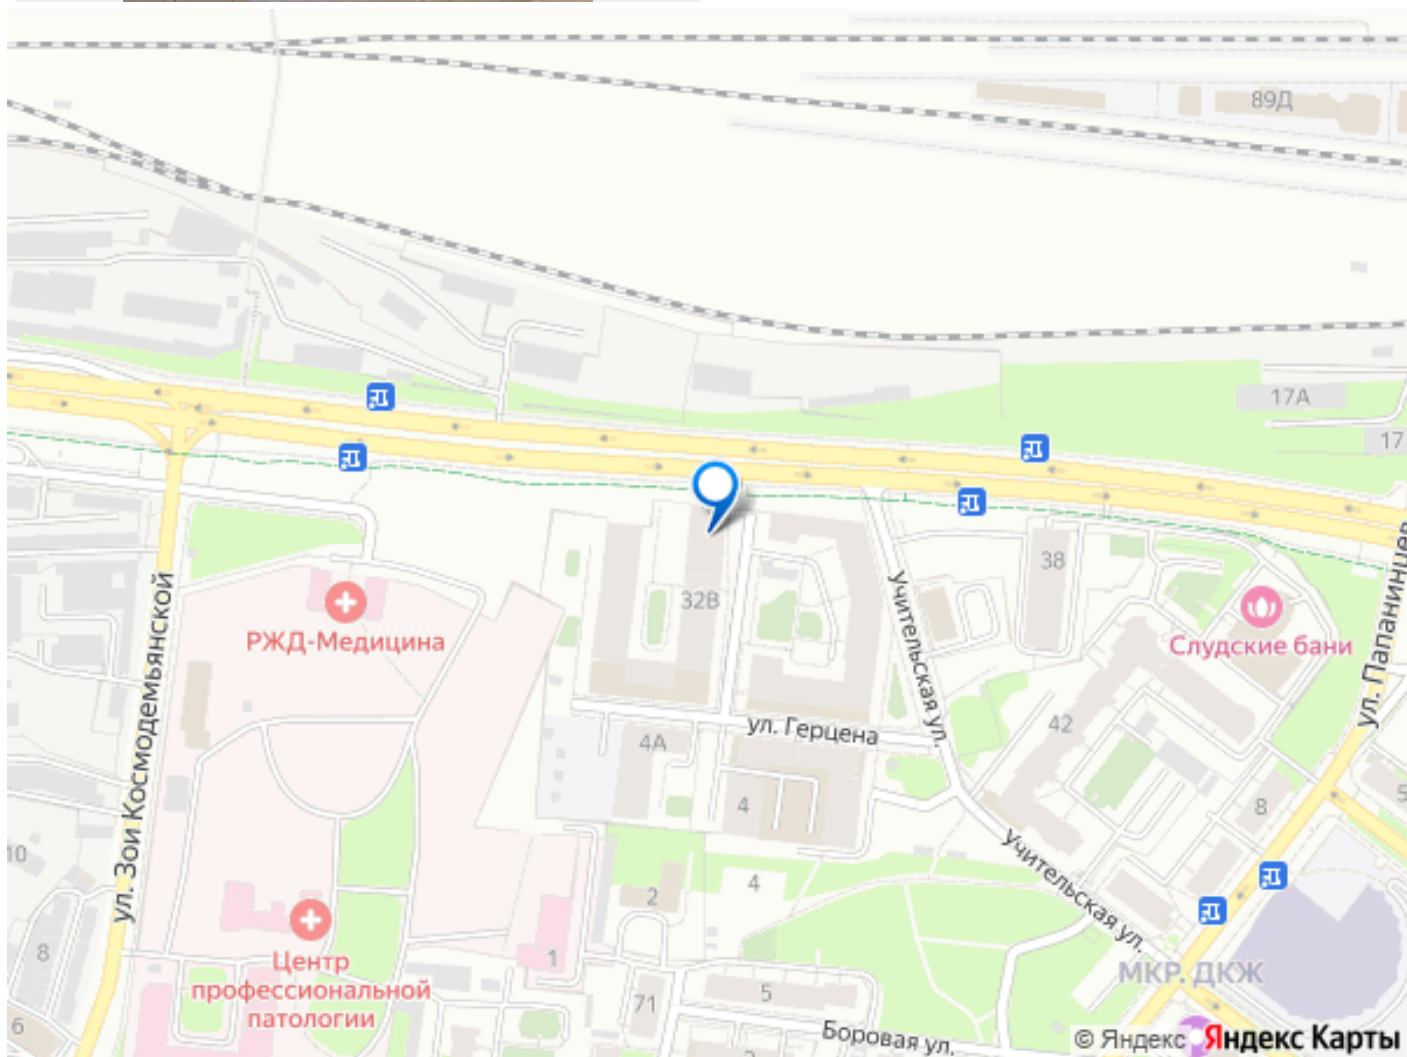 89Д
17А
17
38
32В
РЖД-Медицина
Учительская ул.
Слудские бани
ул. Папанинцев
ул. Зои Космодемьянской
ул. Герцена
42
4А
4
8
5
10
Учительская ул.
4
2
8
Центр
профессиональной
патологии
1
МКР. ДКЖ
71
5
6
Боровая ул.
© Яндекс Яндекс Карты